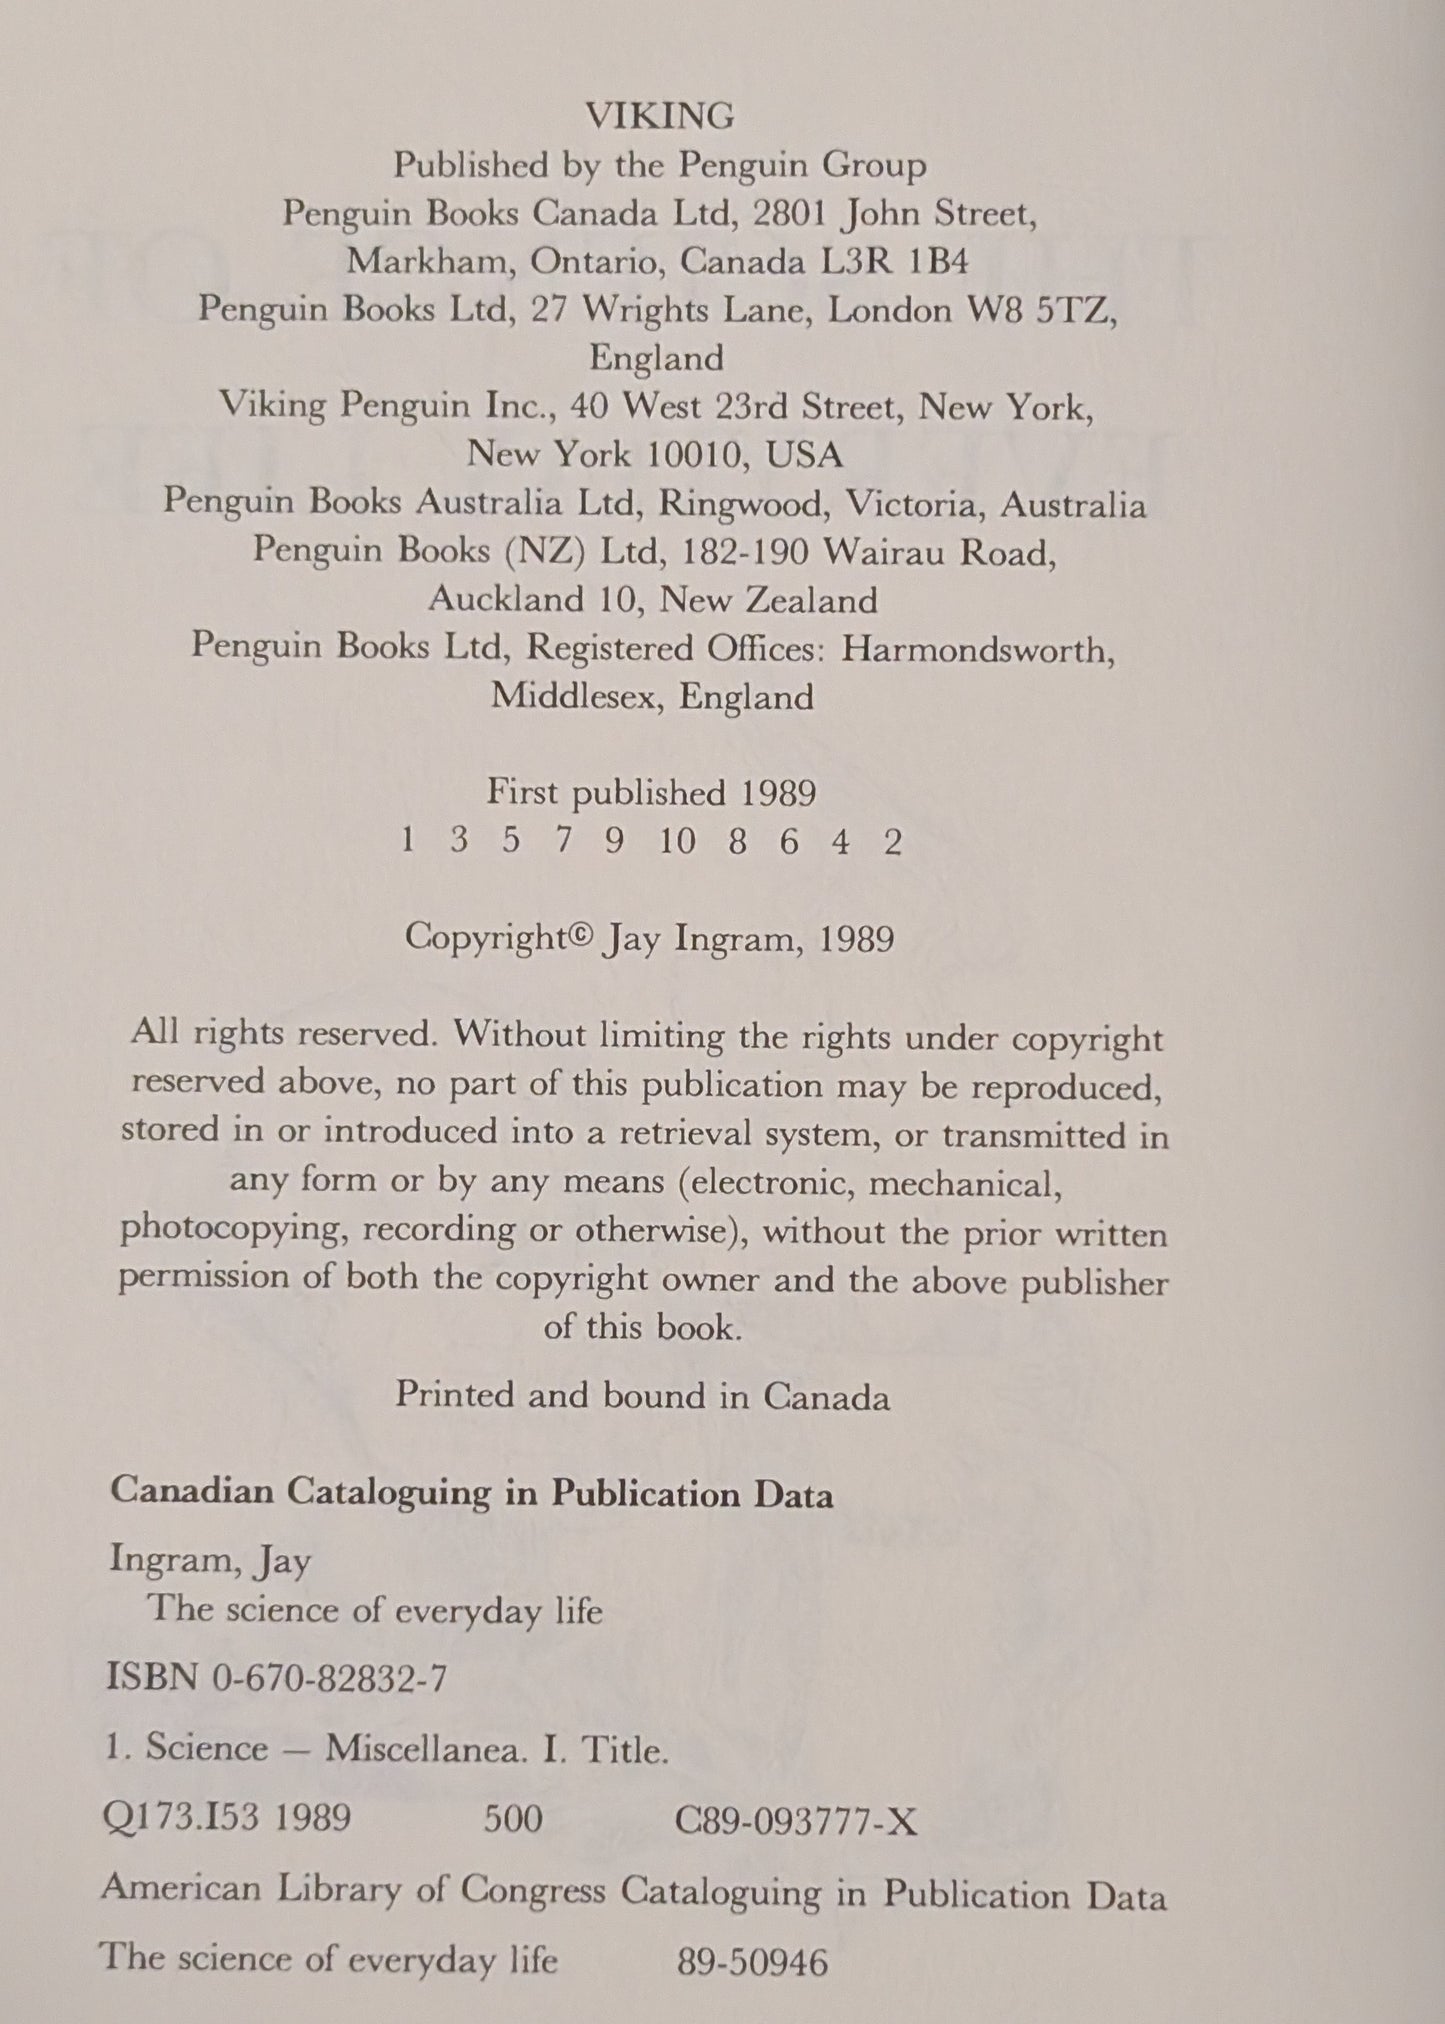 VIKING
Published by the Penguin Group
Penguin Books Canada Ltd, 2801 John Street,
Markham, Ontario, Canada L3R 1B4
Penguin Books Ltd, 27 Wrights Lane, London W8 5TZ,
England
Viking Penguin Inc., 40 West 23rd Street, New York,
New York 10010, USA
Penguin Books Australia Ltd, Ringwood, Victoria, Australia
Penguin Books (NZ) Ltd, 182-190 Wairau Road,
Auckland 10, New Zealand
Penguin Books Ltd, Registered Offices: Harmondsworth,
Middlesex, England
First published 1989
1 3 5 7 9 10 8 6 4 2
Copyright© Jay Ingram, 1989
All rights reserved. Without limiting the rights under copyright
reserved above, no part of this publication may be reproduced,
stored in or introduced into a retrieval system, or transmitted in
any form or by any means (electronic, mechanical,
photocopying, recording or otherwise), without the prior written
permission of both the copyright owner and the above publisher
of this book.
Printed and bound in Canada
Canadian Cataloguing in Publication Data
Ingram, Jay
The science of everyday life
ISBN 0-670-82832-7
1. Science — Miscellanea. I. Title.
Q173.I53 1989 500 C89-093777-X
American Library of Congress Cataloguing in Publication Data
The science of everyday life 89-50946